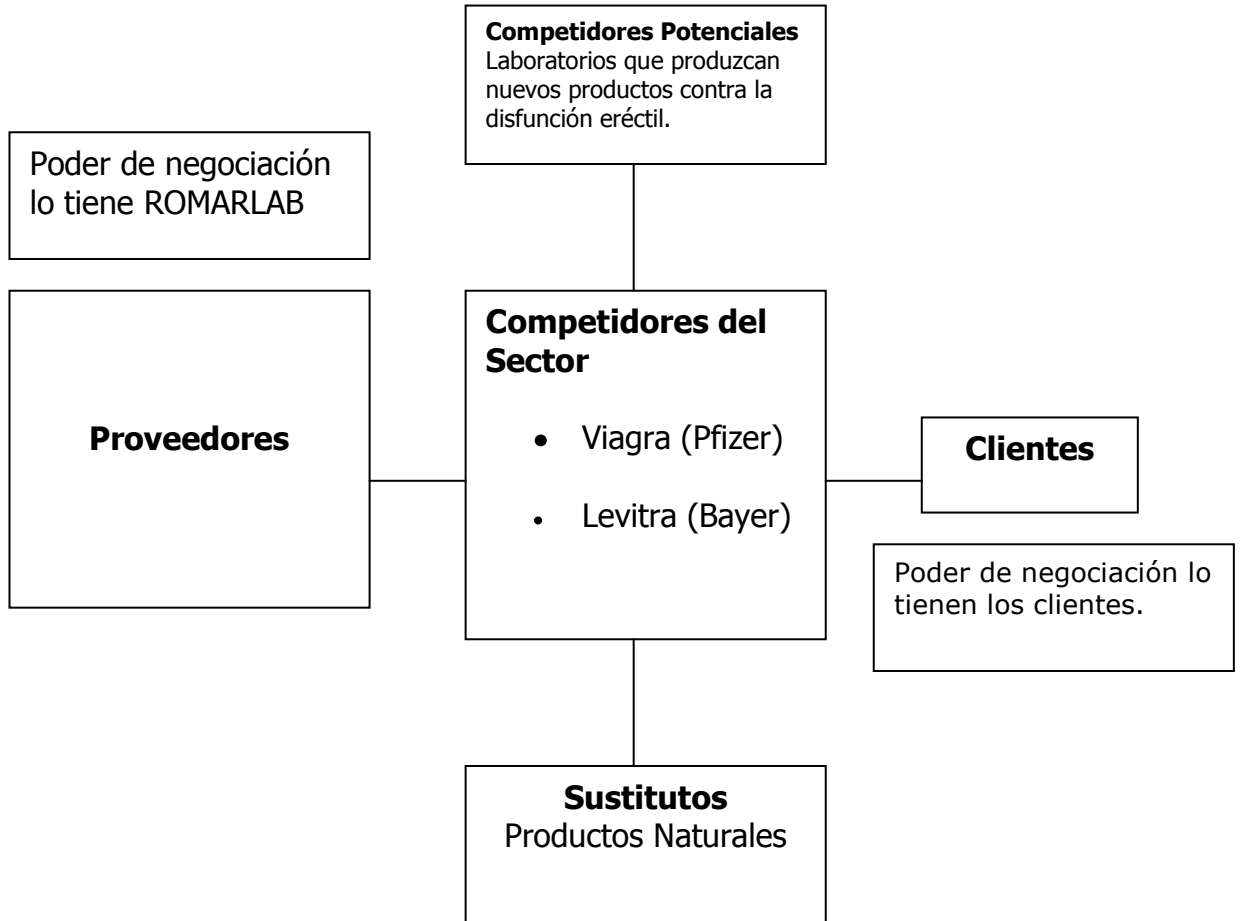 Competidores Potenciales
Laboratorios que produzcan
nuevos productos contra la
disfunción eréctil.
Poder de negociación
lo tiene ROMARLAB
Proveedores
Competidores del
Sector
● Viagra (Pfizer)
• Levitra (Bayer)
Clientes
Poder de negociación lo
tienen los clientes.
Sustitutos
Productos Naturales